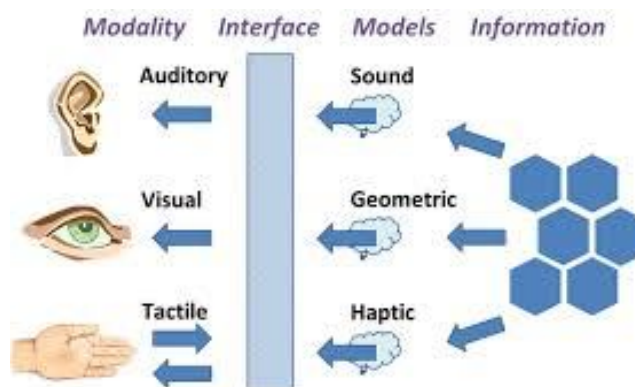 Modality Interface Models Information
Auditory Sound
Visual Geometric
Tactile Haptic